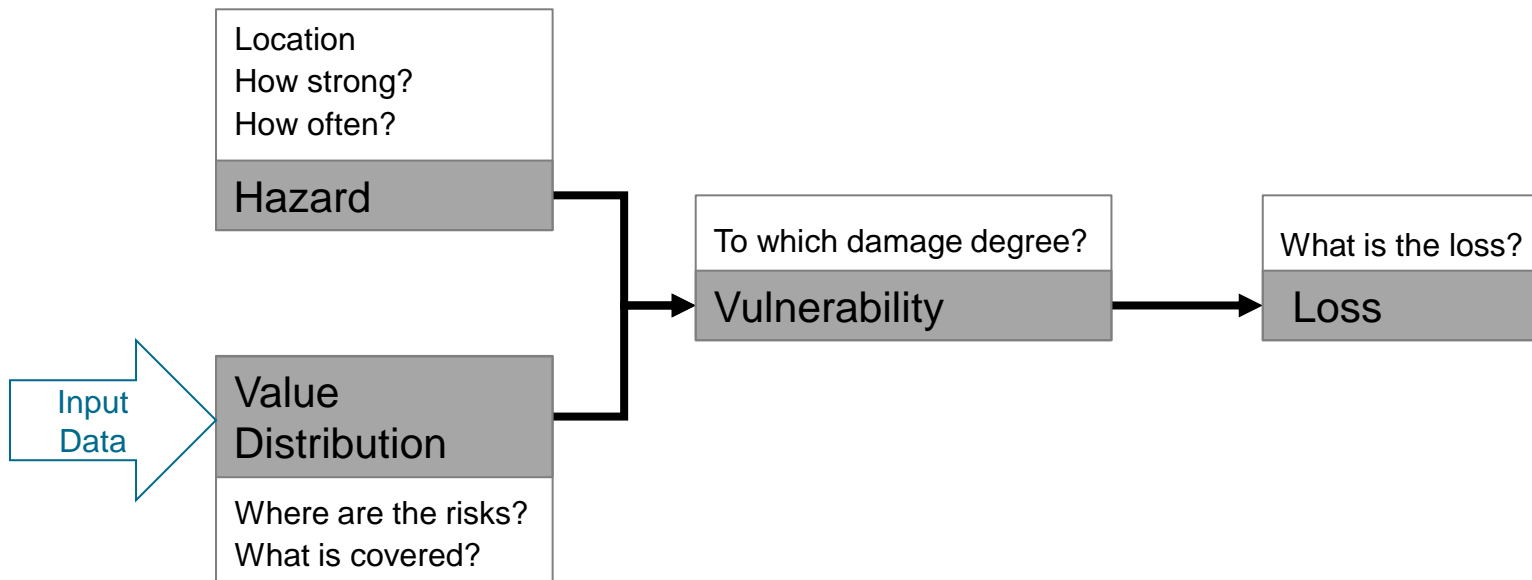 Location
How strong?
How often?
Hazard
To which damage degree?
Vulnerability
What is the loss?
Loss
Input
Data
Value
Distribution
Where are the risks?
What is covered?